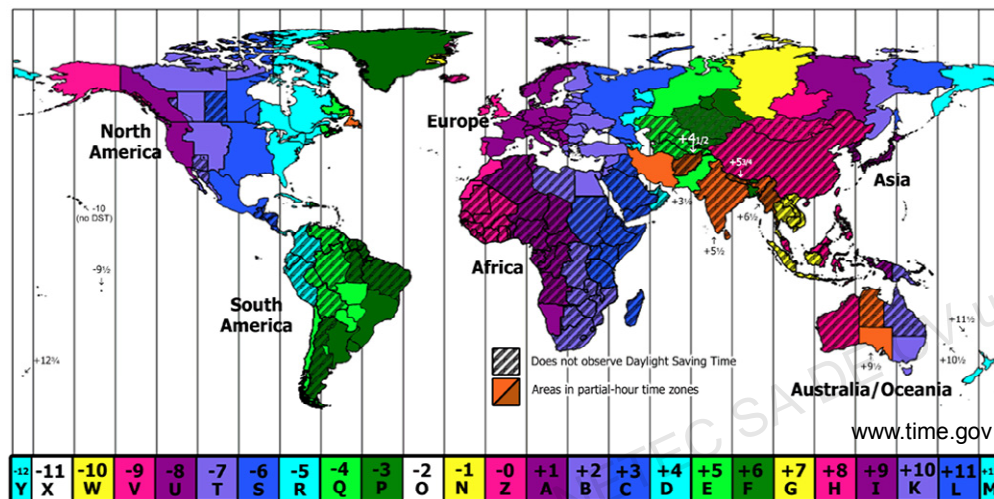 North
America
Europe
+4 1/2
+5 3/4
Asia
-10
(no DST)
+3½
+6½
+5½
-9½
Africa
South
America
+12¾
Does not observe Daylight Saving Time
Areas in partial-hour time zones
+11½
+10½
+9½
Australia/Oceania
www.time.gov
-12 -11 -10 -9 -8 -7 -6 -5 -4 -3 -2 -1 -0 +1 +2 +3 +4 +5 +6 +7 +8 +9 +10 +11
Y X W V U T S R Q P O N Z A B C D E F G H I K L M